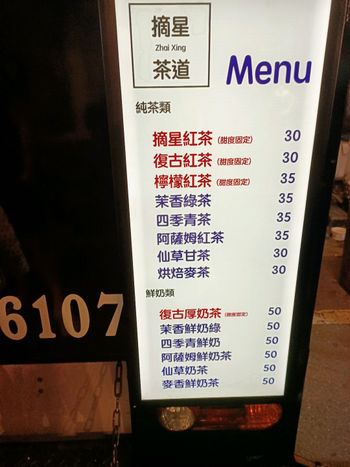 摘星
Zhai Xing
茶道
Menu
純茶類
摘星紅茶(甜度固定) 30
復古紅茶(甜度固定) 30
檸檬紅茶(甜度固定) 35
茉香綠茶 35
四季青茶 35
阿薩姆紅茶 35
仙草甘茶 30
烘焙麥茶 30
鮮奶類
復古厚奶茶(甜度固定) 50
茉香鮮奶綠 50
四季青鮮奶 50
阿薩姆鮮奶茶 50
仙草奶茶 50
麥香鮮奶茶 50
6107